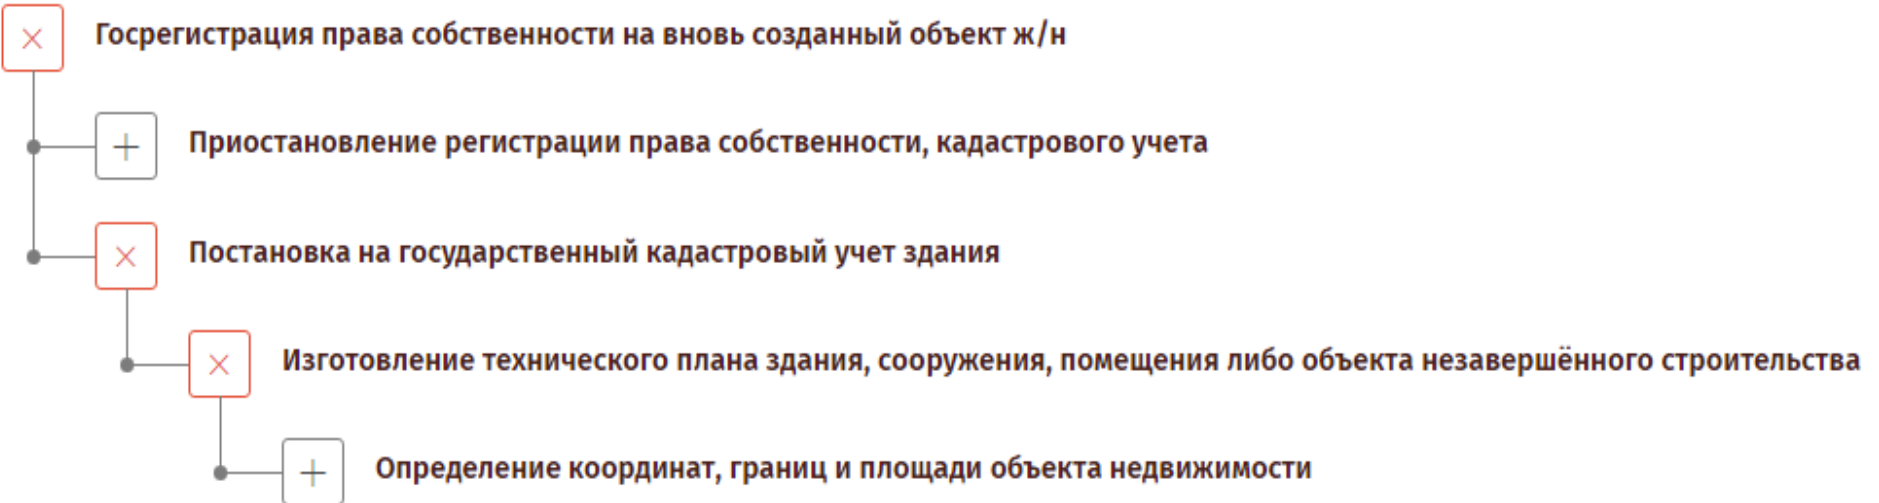 Госрегистрация права собственности на вновь созданный объект ж/н
Приостановление регистрации права собственности, кадастрового учета
Постановка на государственный кадастровый учет здания
Изготовление технического плана здания, сооружения, помещения либо объекта незавершённого строительства
Определение координат, границ и площади объекта недвижимости